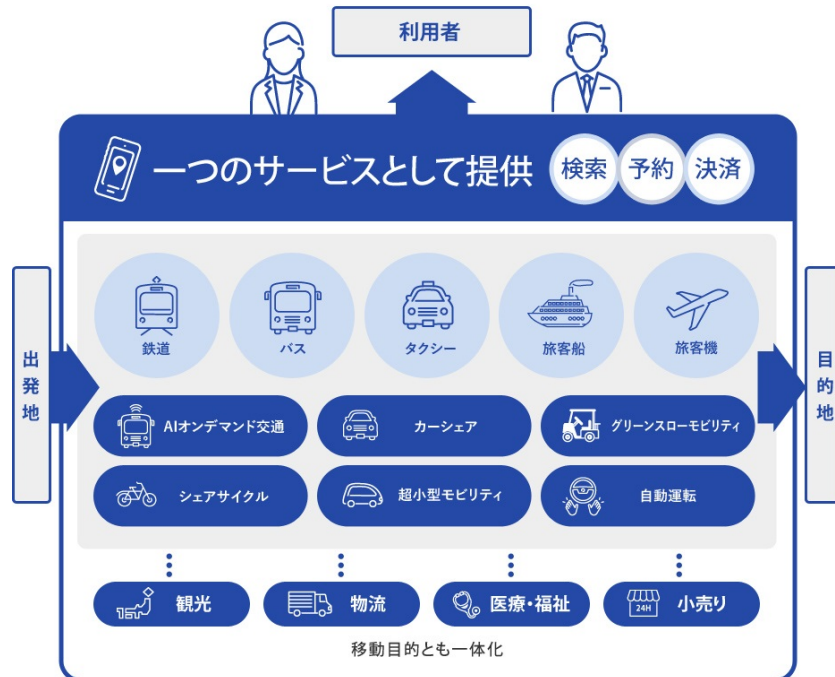 利用者
一つのサービスとして提供
検索 予約 決済
出発地
鉄道
バス
タクシー
旅客船
旅客機
目的地
AIオンデマンド交通
カーシェア
グリーンスローモビリティ
シェアサイクル
超小型モビリティ
自動運転
観光
物流
医療・福祉
24H
小売り
移動目的とも一体化